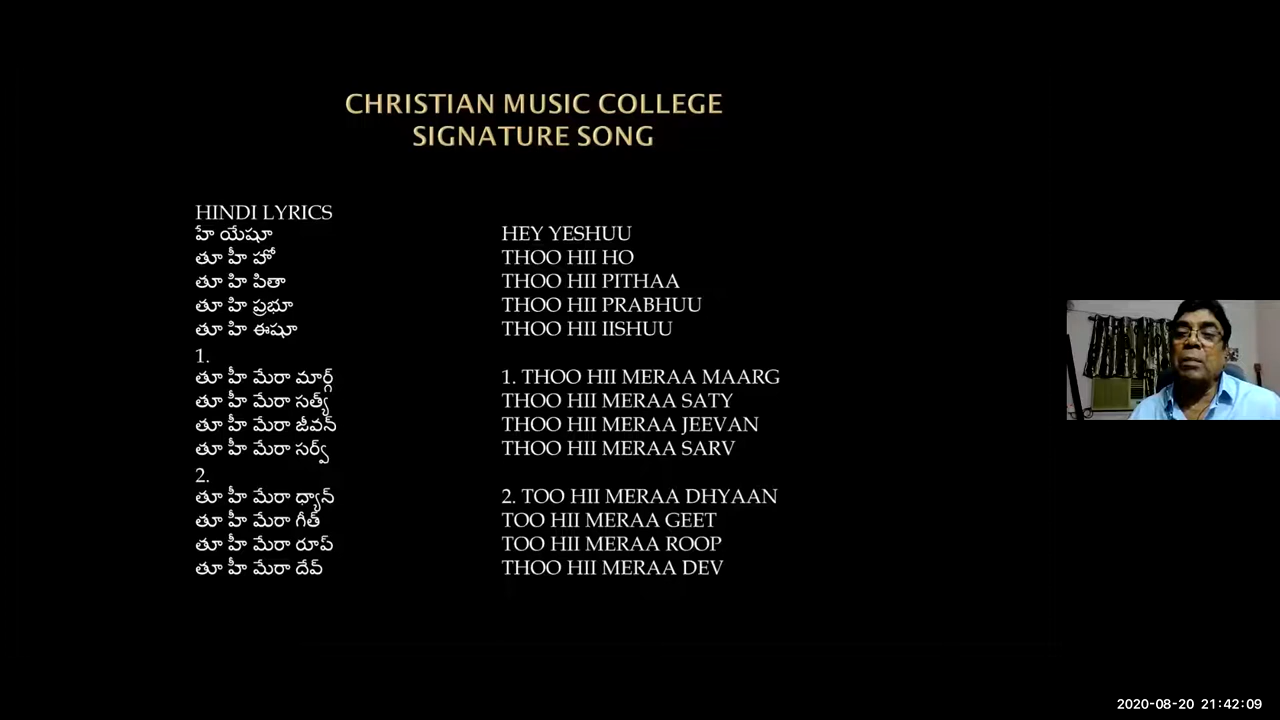 CHRISTIAN MUSIC COLLEGE
SIGNATURE SONG
HINDI LYRICS
హే యేషూ
తూ హీ హో
తూ హి పితా
తూ హి ప్రభూ
తూ హి ఈషూ
1.
తూ హీ మేరా మార్గ్
తూ హీ మేరా సత్య్
తూ హీ మేరా జీవన్
తూ హీ మేరా సర్వ్
2.
తూ హీ మేరా ధ్యాన్
తూ హీ మేరా గీత్
తూ హీ మేరా రూప్
తూ హీ మేరా దేవ్
HEY YESHUU
THOO HII HO
THOO HII PITHAA
THOO HII PRABHUU
THOO HII IISHUU
1. THOO HII MERAA MAARG
THOO HII MERAA SATY
THOO HII MERAA JEEVAN
THOO HII MERAA SARV
2. TOO HII MERAA DHYAAN
TOO HII MERAA GEET
TOO HII MERAA ROOP
THOO HII MERAA DEV
2020-08-20 21:42:09